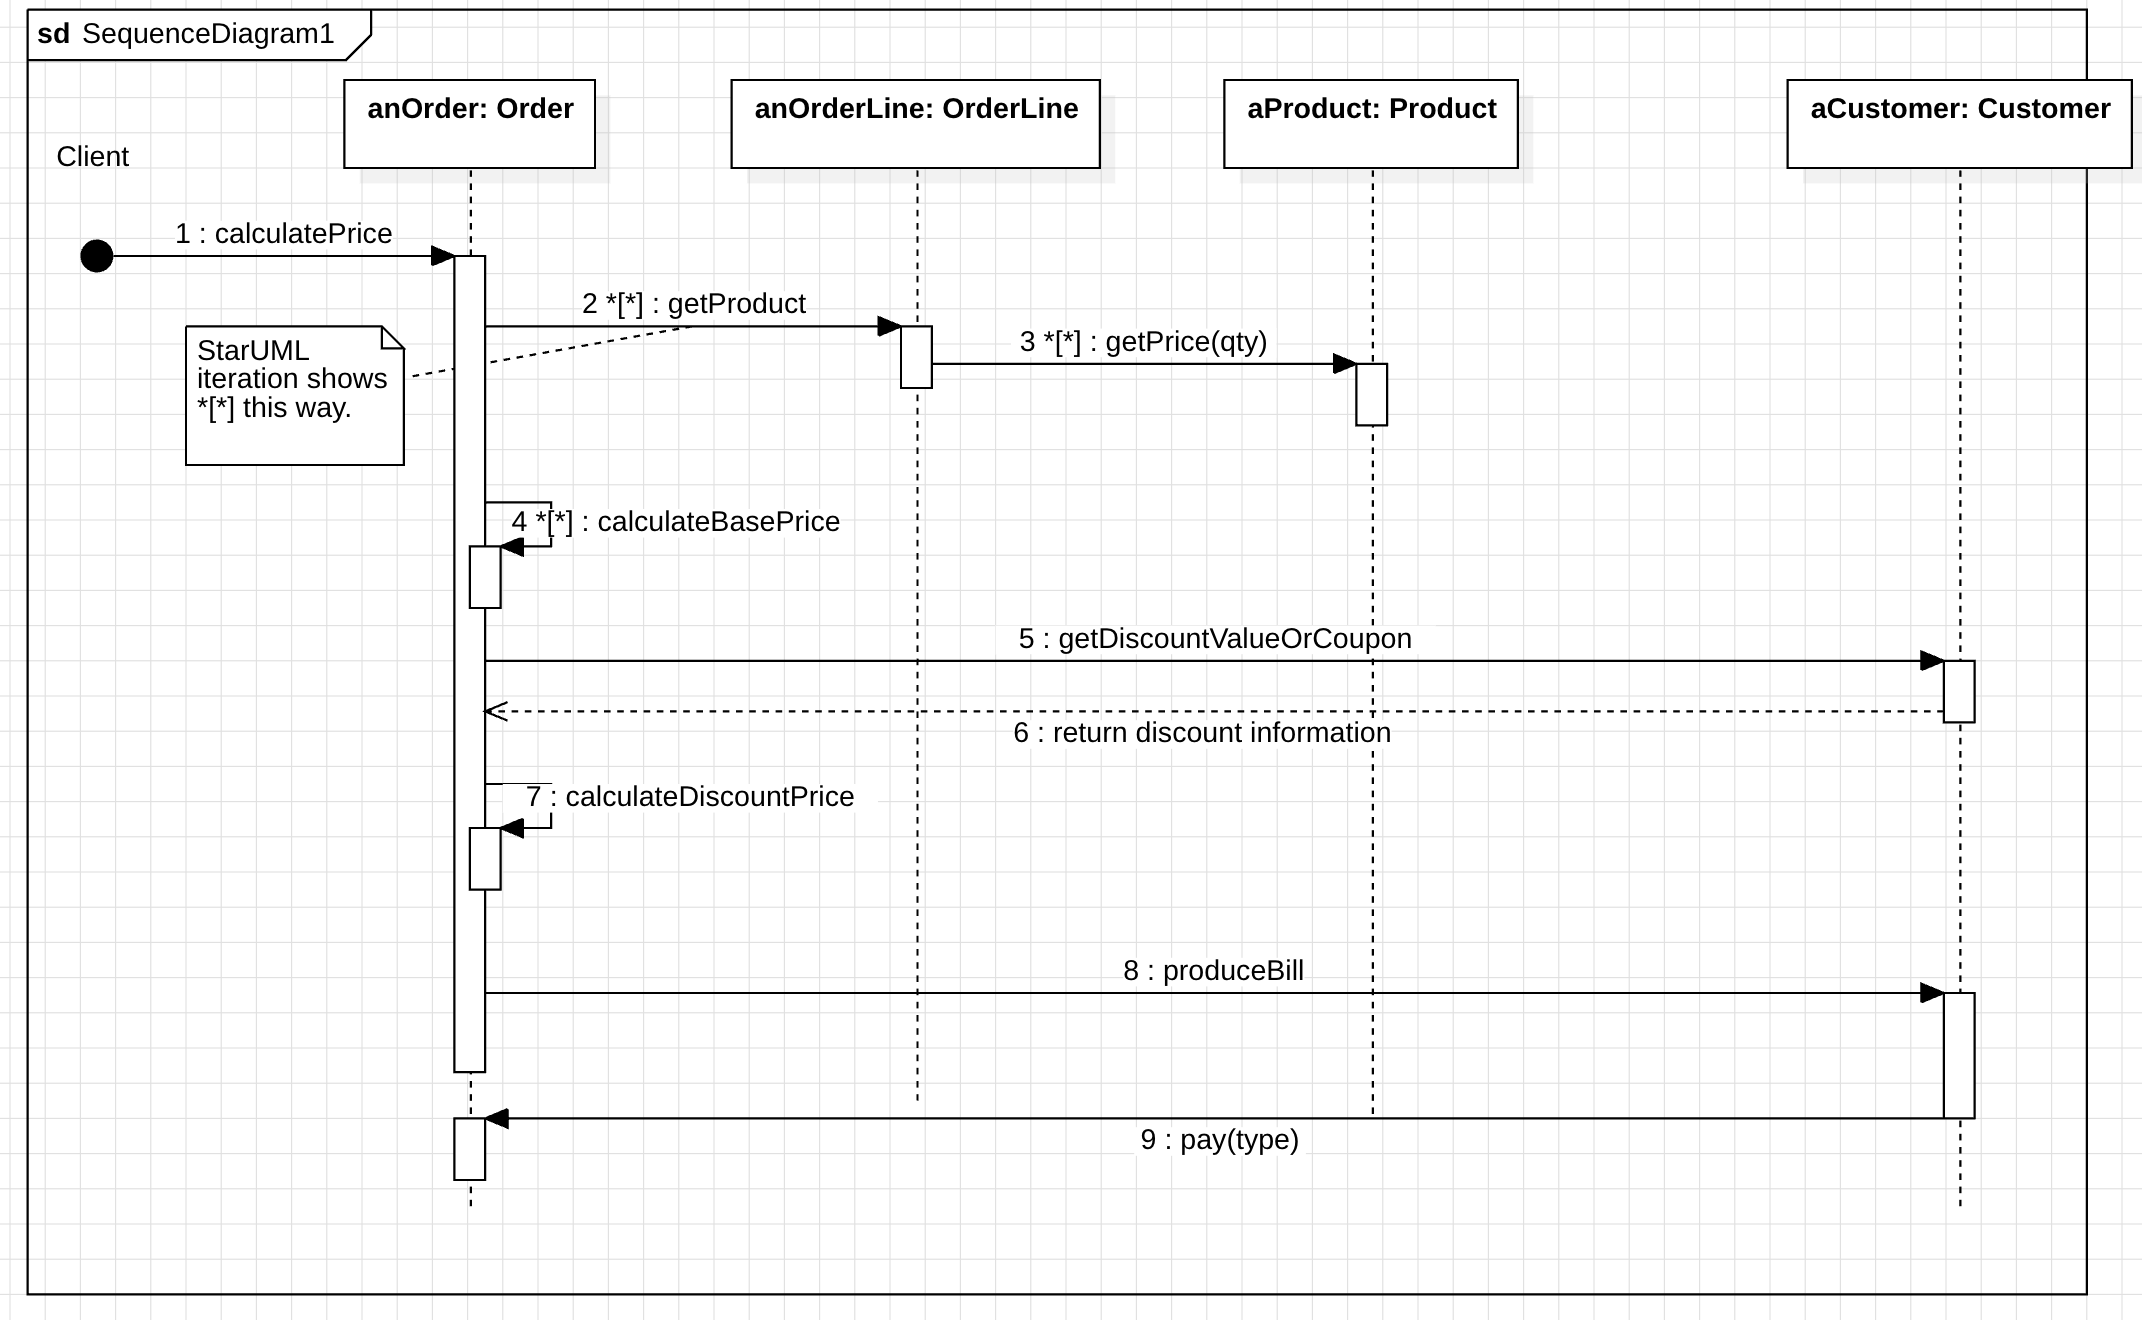 sd SequenceDiagram1
anOrder: Order
anOrderLine: OrderLine
aProduct: Product
aCustomer: Customer
Client
1 : calculatePrice
2 *[*] : getProduct
3 *[*] : getPrice(qty)
StarUML
iteration shows
*[*] this way.
4 *[*] : calculateBasePrice
5 : getDiscountValueOrCoupon
6 : return discount information
7 : calculateDiscountPrice
8 : produceBill
9 : pay(type)